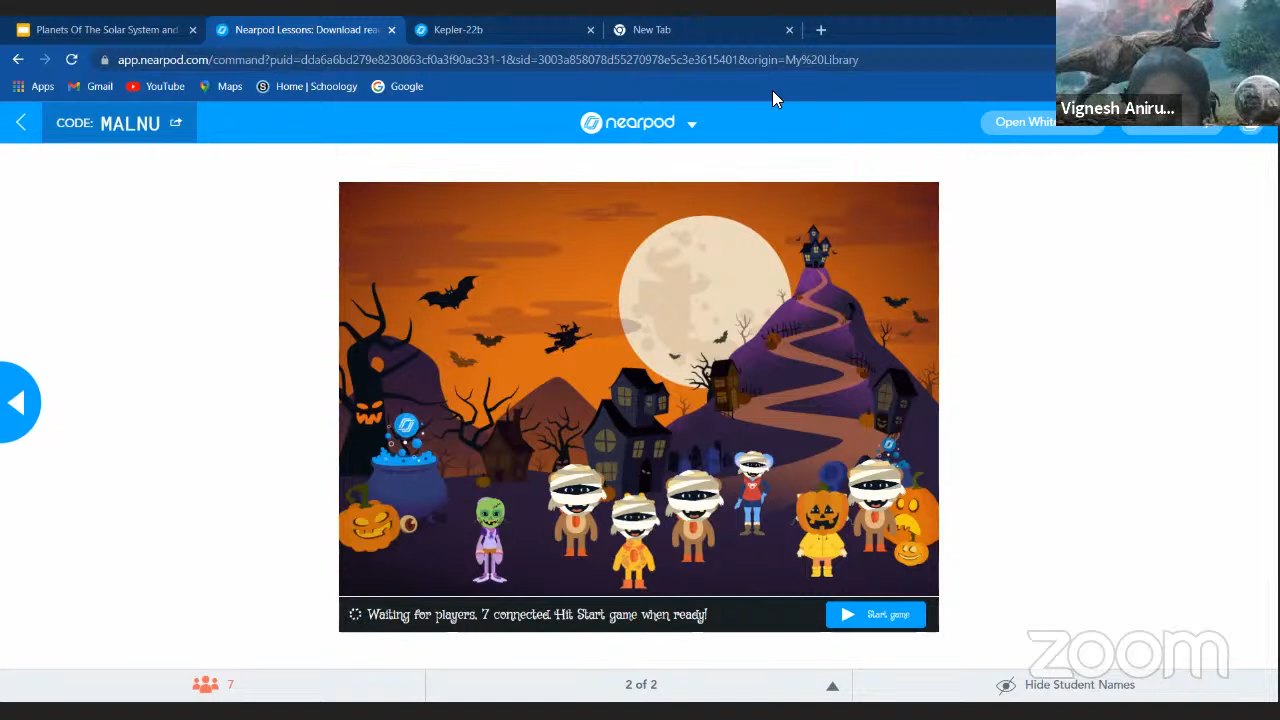 Planets Of The Solar System and
Nearpod Lessons: Download rea
Kepler-22b
New Tab
app.nearpod.com/command?puid=dda6a6bd279e8230863cf0a3f90ac331-1&sid=3003a858078d55270978e5c3e3615401&origin=My%20Library
Apps
Gmail
YouTube
Maps
Home | Schoology
Google
Vignesh Aniru...
CODE: MALNU
nearpod
Open White
Waiting for players, 7 connected. Hit Start game when ready!
Start game
zoom
7
2 of 2
Hide Student Names